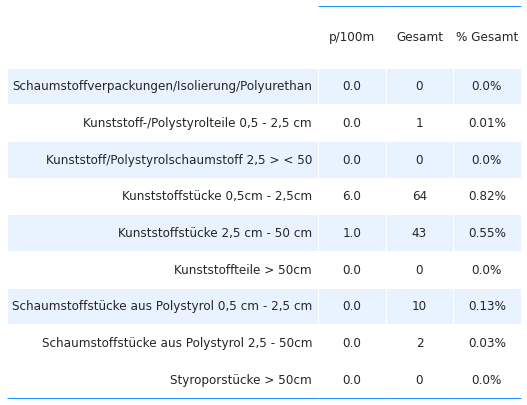 p/100m Gesamt % Gesamt
Schaumstoffverpackungen/Isolierung/Polyurethan 0.0 0 0.0%
Kunststoff-/Polystyrolteile 0,5 - 2,5 cm 0.0 1 0.01%
Kunststoff/Polystyrolschaumstoff 2,5 > < 50 0.0 0 0.0%
Kunststoffstücke 0,5cm - 2,5cm 6.0 64 0.82%
Kunststoffstücke 2,5 cm - 50 cm 1.0 43 0.55%
Kunststoffteile > 50cm 0.0 0 0.0%
Schaumstoffstücke aus Polystyrol 0,5 cm - 2,5 cm 0.0 10 0.13%
Schaumstoffstücke aus Polystyrol 2,5 - 50cm 0.0 2 0.03%
Styroporstücke > 50cm 0.0 0 0.0%